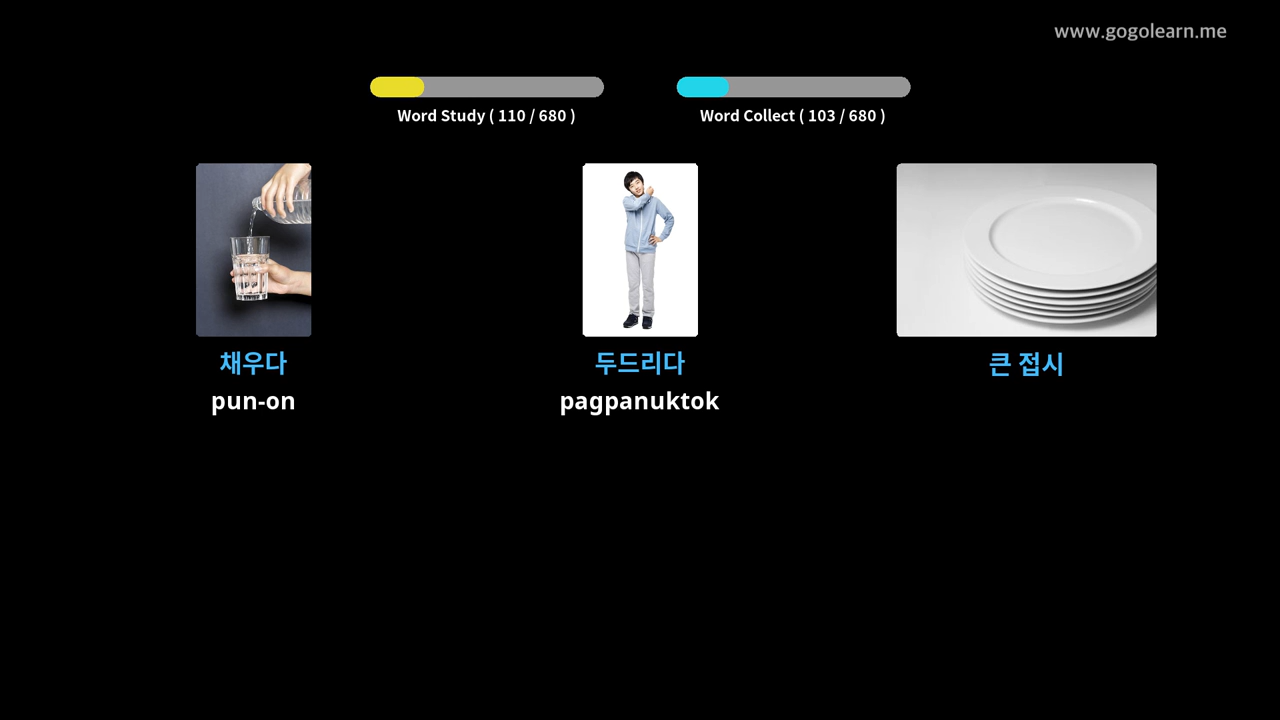 www.gogolearn.me
Word Study ( 110 / 680 )
Word Collect ( 103 / 680 )
채우다
pun-on
두드리다
pagpanuktok
큰 접시